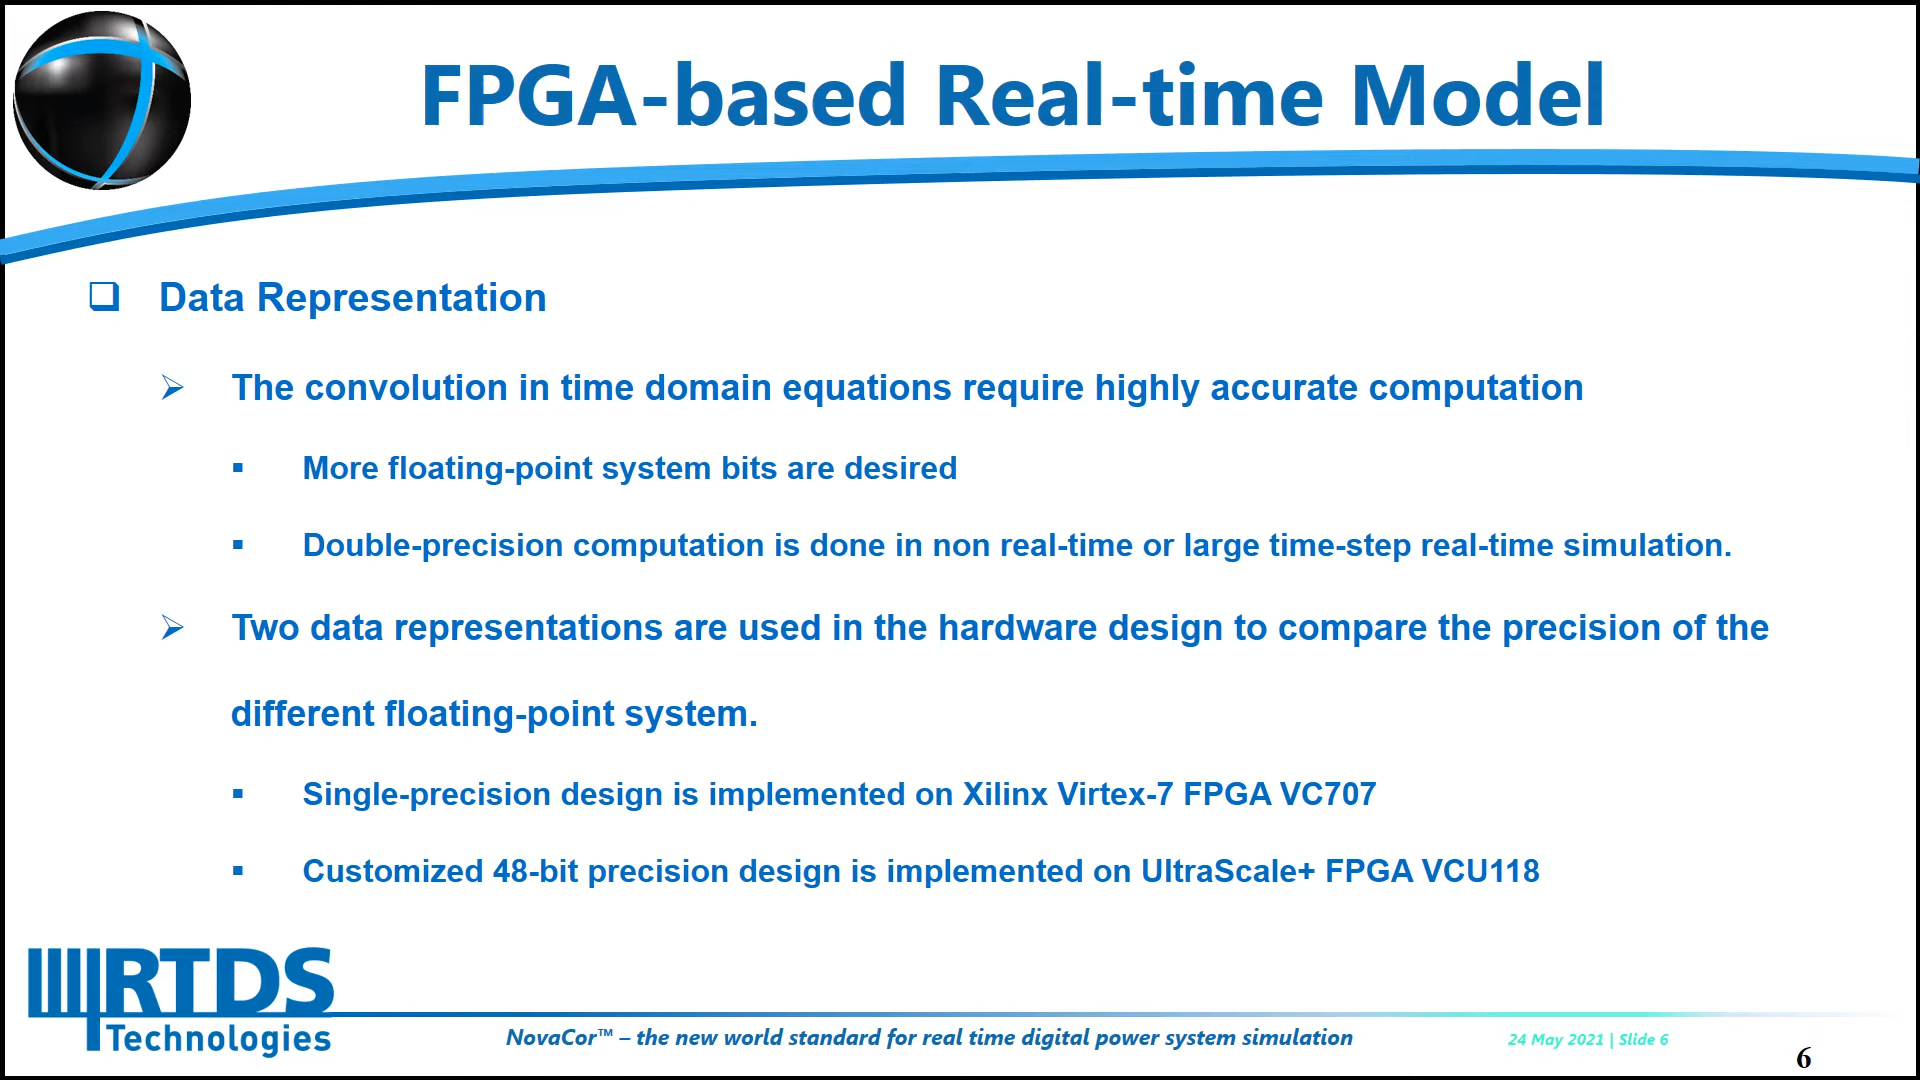 FPGA-based Real-time Model
❑ Data Representation
➢ The convolution in time domain equations require highly accurate computation
▪ More floating-point system bits are desired
▪ Double-precision computation is done in non real-time or large time-step real-time simulation.
➢ Two data representations are used in the hardware design to compare the precision of the
different floating-point system.
▪ Single-precision design is implemented on Xilinx Virtex-7 FPGA VC707
▪ Customized 48-bit precision design is implemented on UltraScale+ FPGA VCU118
RTDS
Technologies
NovaCor™ – the new world standard for real time digital power system simulation
24 May 2021 | Slide 6
6